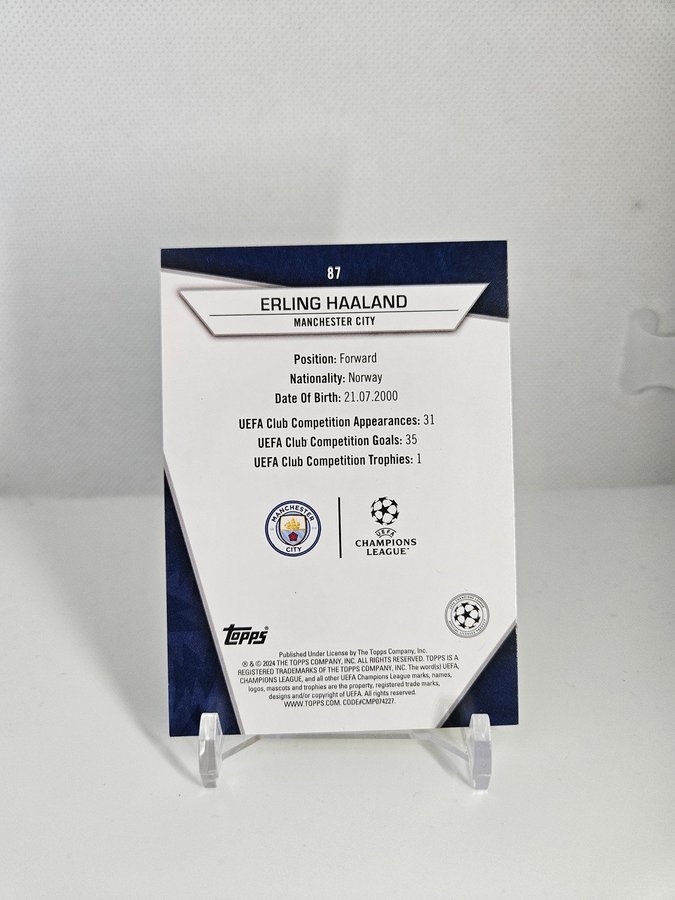 87
ERLING HAALAND
MANCHESTER CITY
Position: Forward
Nationality: Norway
Date Of Birth: 21.07.2000
UEFA Club Competition Appearances: 31
UEFA Club Competition Goals: 35
UEFA Club Competition Trophies: 1
MANCHESTER
CITY
UEFA
CHAMPIONS
LEAGUE
topps
Published Under License by The Topps Company, Inc.
® & © 2024 THE TOPPS COMPANY, INC. ALL RIGHTS RESERVED. TOPPS IS A
REGISTERED TRADEMARKS OF THE TOPPS COMPANY, INC. The word(s) UEFA,
CHAMPIONS LEAGUE, and all other UEFA Champions League marks, names,
logos, mascots and trophies are the property, registered trade marks,
designs and/or copyright of UEFA. All rights reserved.
WWW.TOPPS.COM. CODE#CMP074227.